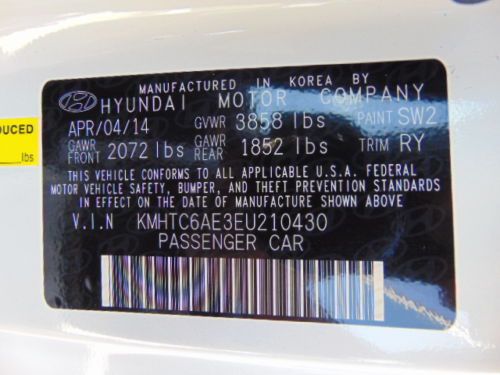 MANUFACTURED IN KOREA BY
HYUNDAI MOTOR COMPANY
APR/04/14 GVWR 3858 lbs PAINT SW2
GAWR FRONT 2072 lbs GAWR REAR 1852 lbs TRIM RY
THIS VEHICLE CONFORMS TO ALL APPLICABLE U.S.A. FEDERAL
MOTOR VEHICLE SAFETY, BUMPER, AND THEFT PREVENTION STANDARDS
IN EFFECT ON THE DATE OF MANUFACTURE SHOWN ABOVE
V.I.N KMHTC6AE3EU210430
PASSENGER CAR
DUCED
lbs